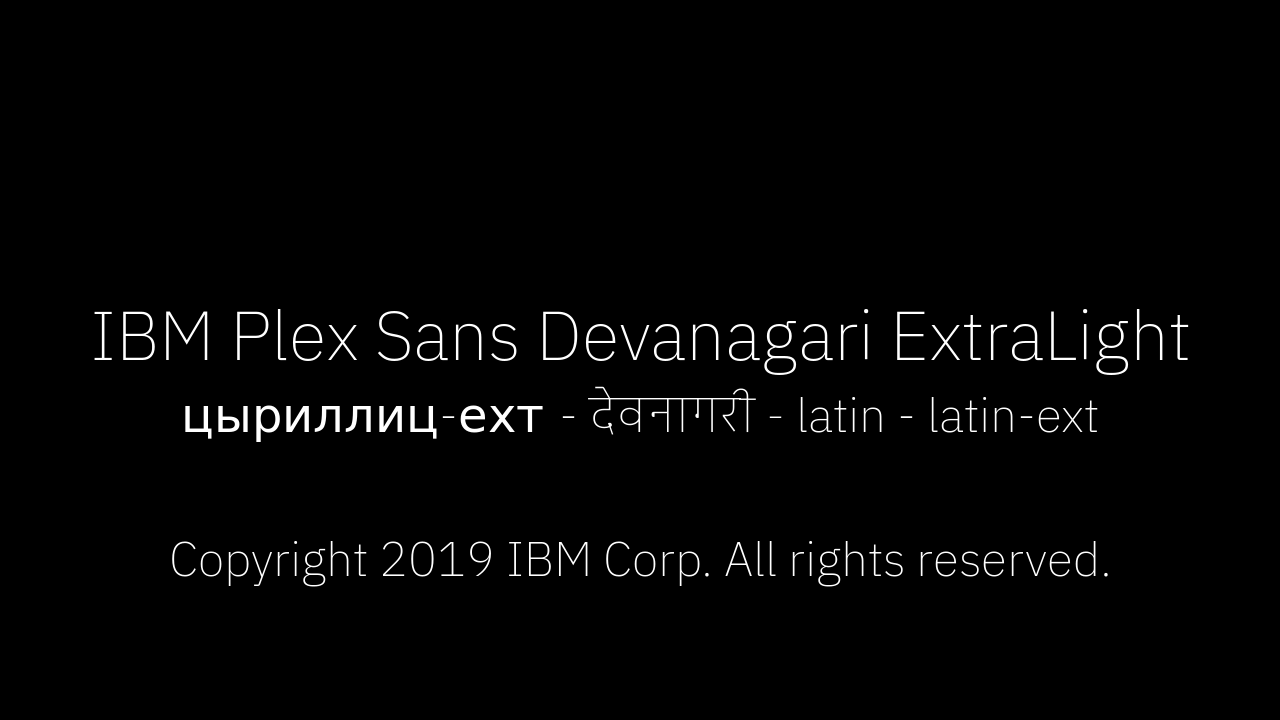 IBM Plex Sans Devanagari ExtraLight
цыриллиц-ехт - देवनागरी - latin - latin-ext
Copyright 2019 IBM Corp. All rights reserved.